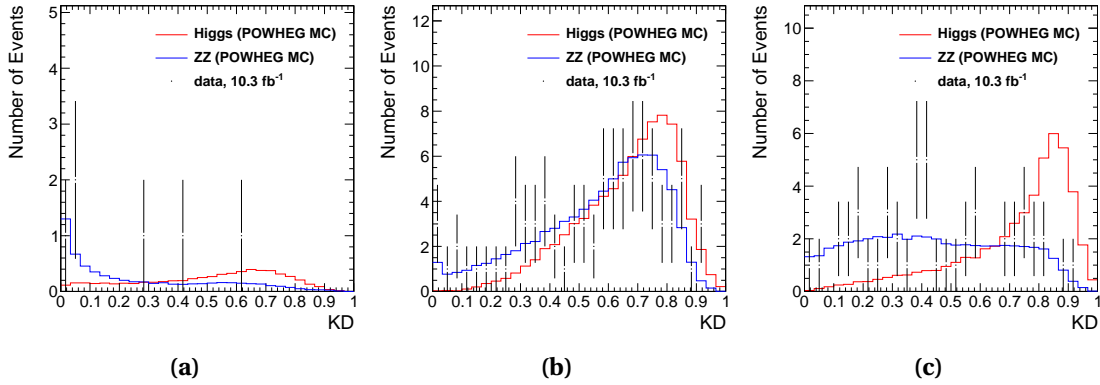 Number of Events
5
4
3
2
1
0
Higgs (POWHEG MC)
ZZ (POWHEG MC)
data, 10.3 fb⁻¹
0 0.1 0.2 0.3 0.4 0.5 0.6 0.7 0.8 0.9 1
KD
(a)
Number of Events
12
10
8
6
4
2
0
Higgs (POWHEG MC)
ZZ (POWHEG MC)
data, 10.3 fb⁻¹
0 0.1 0.2 0.3 0.4 0.5 0.6 0.7 0.8 0.9 1
KD
(b)
Number of Events
10
8
6
4
2
0
Higgs (POWHEG MC)
ZZ (POWHEG MC)
data, 10.3 fb⁻¹
0 0.1 0.2 0.3 0.4 0.5 0.6 0.7 0.8 0.9 1
KD
(c)